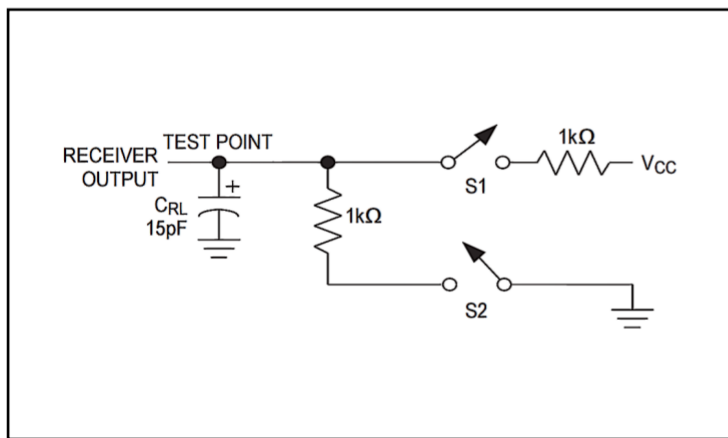 TEST POINT
RECEIVER
OUTPUT
CRL
15pF
+
1kΩ
S1
1kΩ
VCC
S2